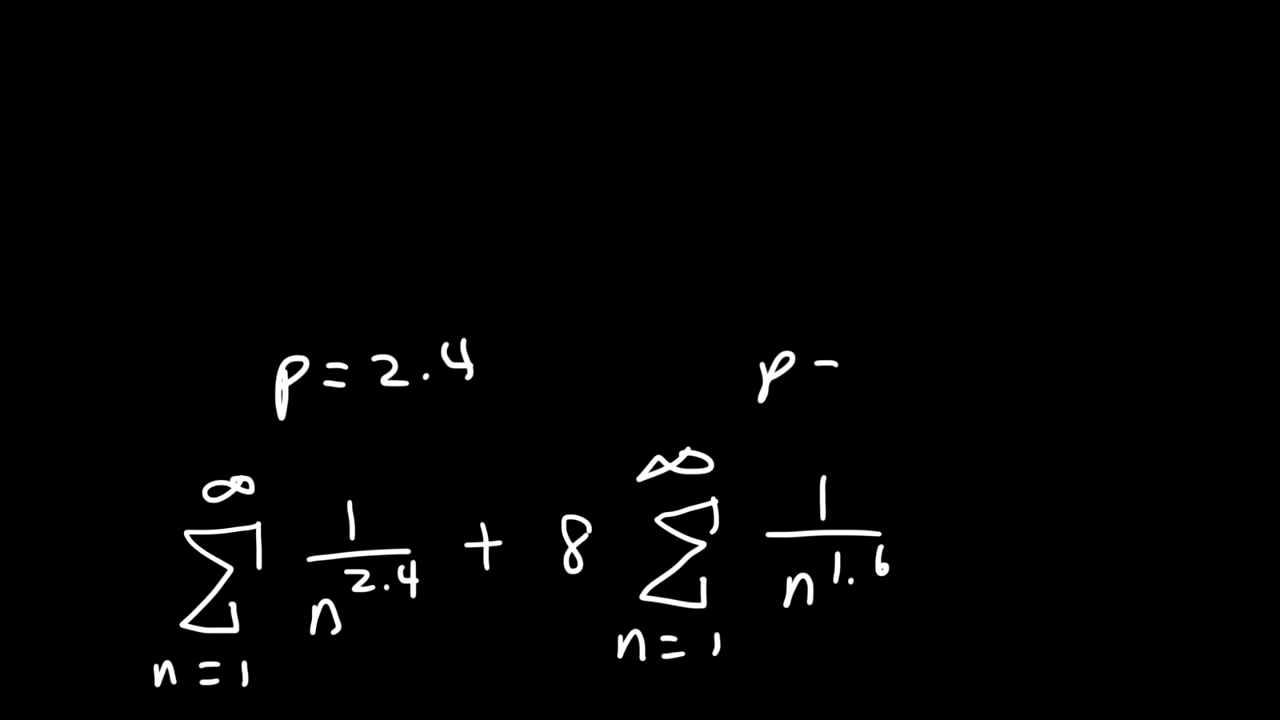 p = 2.4 p -
∞ ∑ n = 1 1 / n^2.4 + 8 ∞ ∑ n = 1 1 / n^1.6